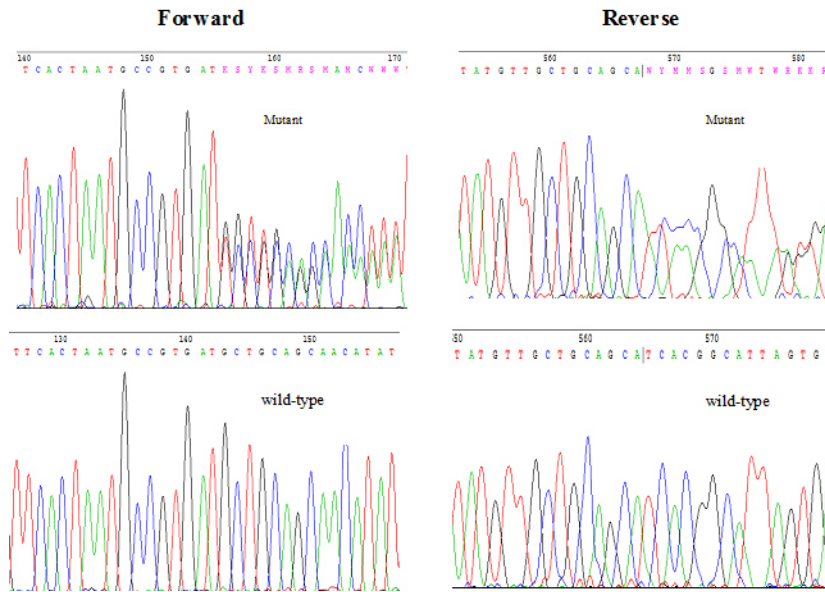 Forward
Reverse
140 150 160 170
T C A C T A A T G C C G T G A T K S Y K S M R S M A M C W W W
Mutant
560 570 580
T A T G T T G C T G C A G C A
Mutant
130 140 150
T T C A C T A A T G C C G T G A T G C T G C A G C A A C A T A T
wild-type
50 560 570
T A T G T T G C T G C A G C A T C A C G G C A T T A G T G
wild-type